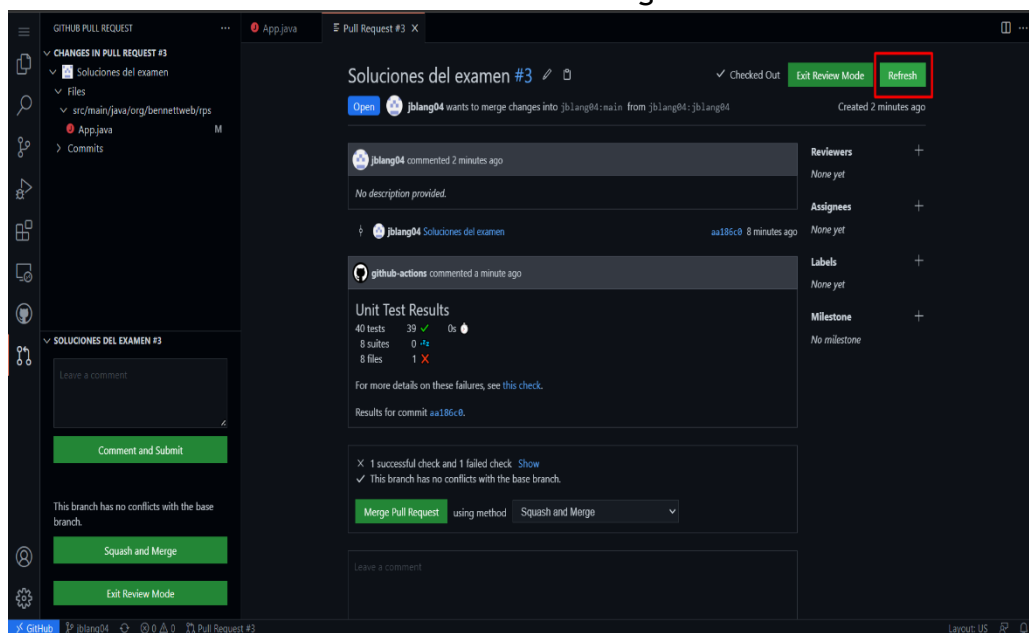 GITHUB PULL REQUEST ···
CHANGES IN PULL REQUEST #3
Soluciones del examen
Files
src/main/java/org/bennettweb/rps
App.java M
Commits
SOLUCIONES DEL EXAMEN #3
Leave a comment
Comment and Submit
This branch has no conflicts with the base
branch.
Squash and Merge
Exit Review Mode
App.java
Pull Request #3
Soluciones del examen #3
Checked Out
Exit Review Mode
Refresh
Open jblang04 wants to merge changes into jblang04:main from jblang04:jblang04
Created 2 minutes ago
jblang04 commented 2 minutes ago
No description provided.
jblang04 Soluciones del examen aa186c0 8 minutes ago
github-actions commented a minute ago
Unit Test Results
40 tests 39 ✓ 0s
8 suites 0 💤
8 files 1 X
For more details on these failures, see this check.
Results for commit aa186c0.
1 successful check and 1 failed check Show
This branch has no conflicts with the base branch.
Merge Pull Request using method Squash and Merge
Leave a comment
Reviewers
None yet
Assignees
None yet
Labels
None yet
Milestone
No milestone
GitHub jblang04 0 0 Pull Request #3 Layout: US